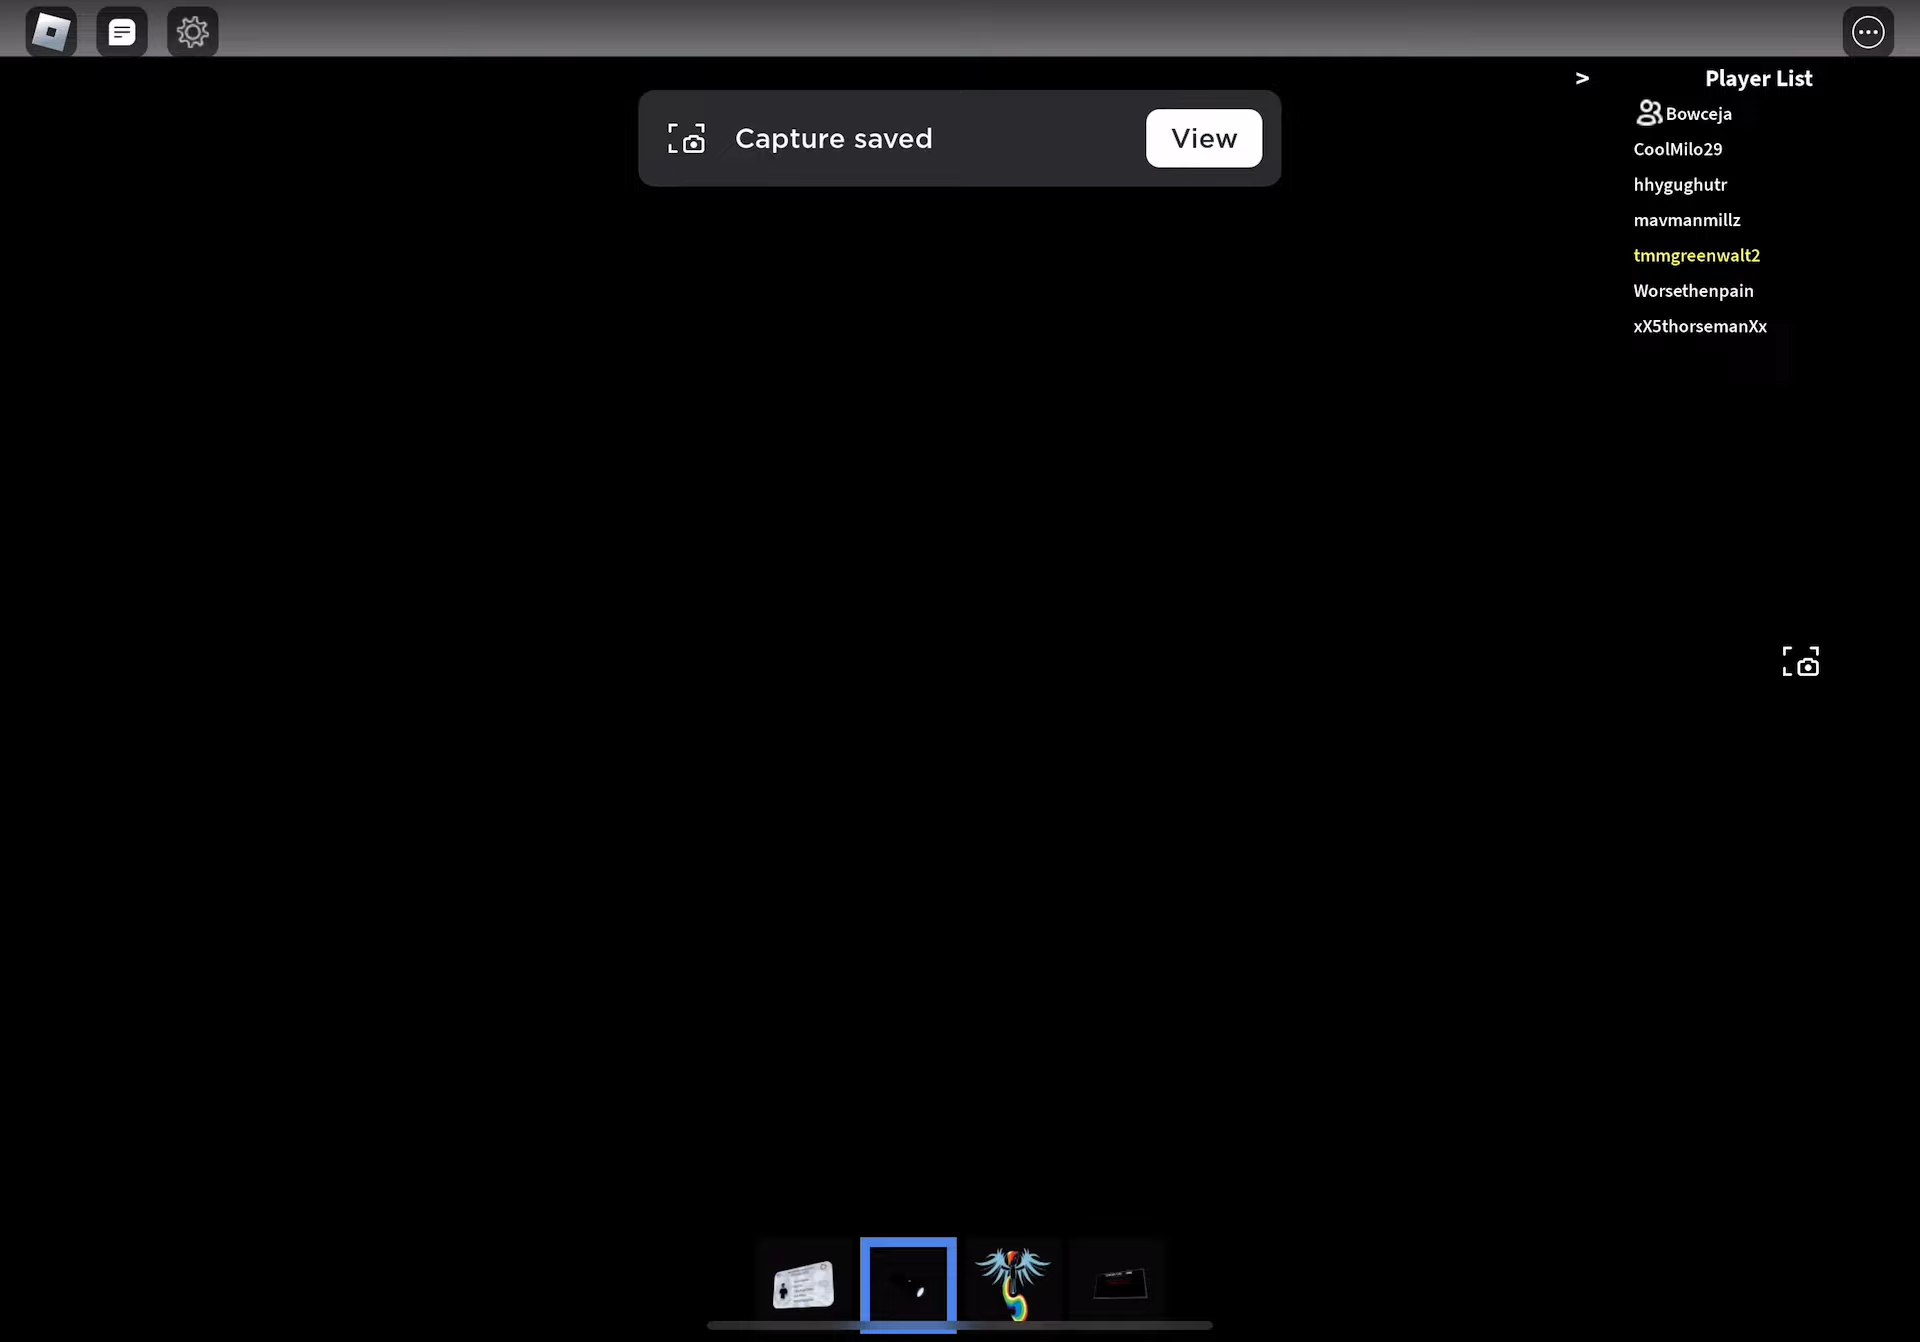 > Player List
Capture saved
View
Bowceja
CoolMilo29
hhygughutr
mavmanmillz
tmmgreenwalt2
Worsethenpain
xX5thorsemanXx